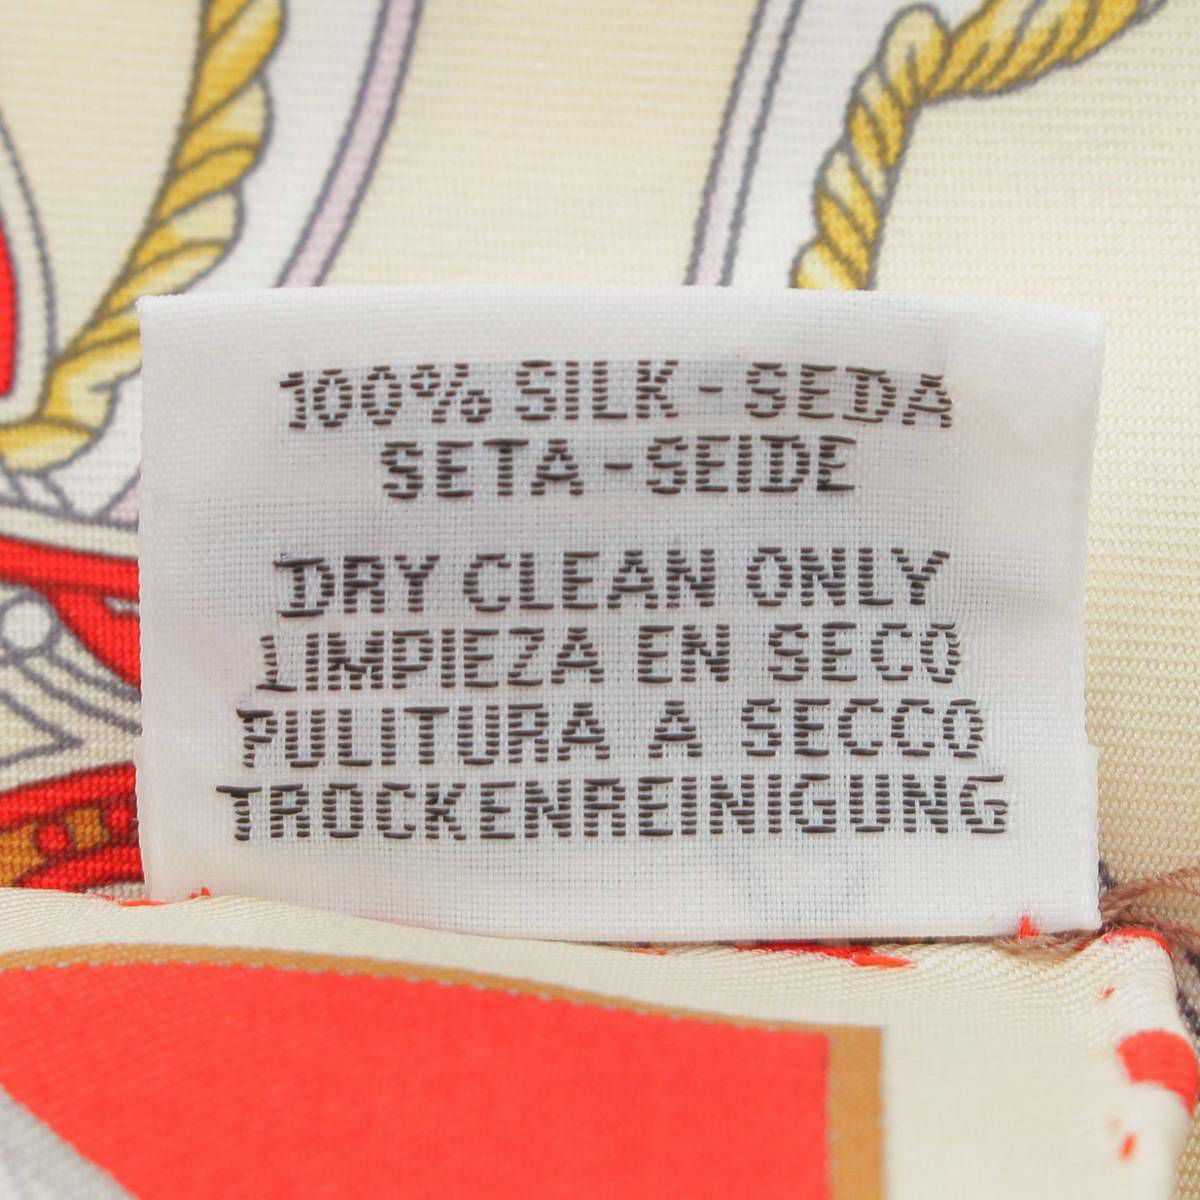 100% SILK - SEDA
SETA - SEIDE
DRY CLEAN ONLY
LIMPIEZA EN SECO
PULITURA A SECCO
TROCKENREINIGUNG